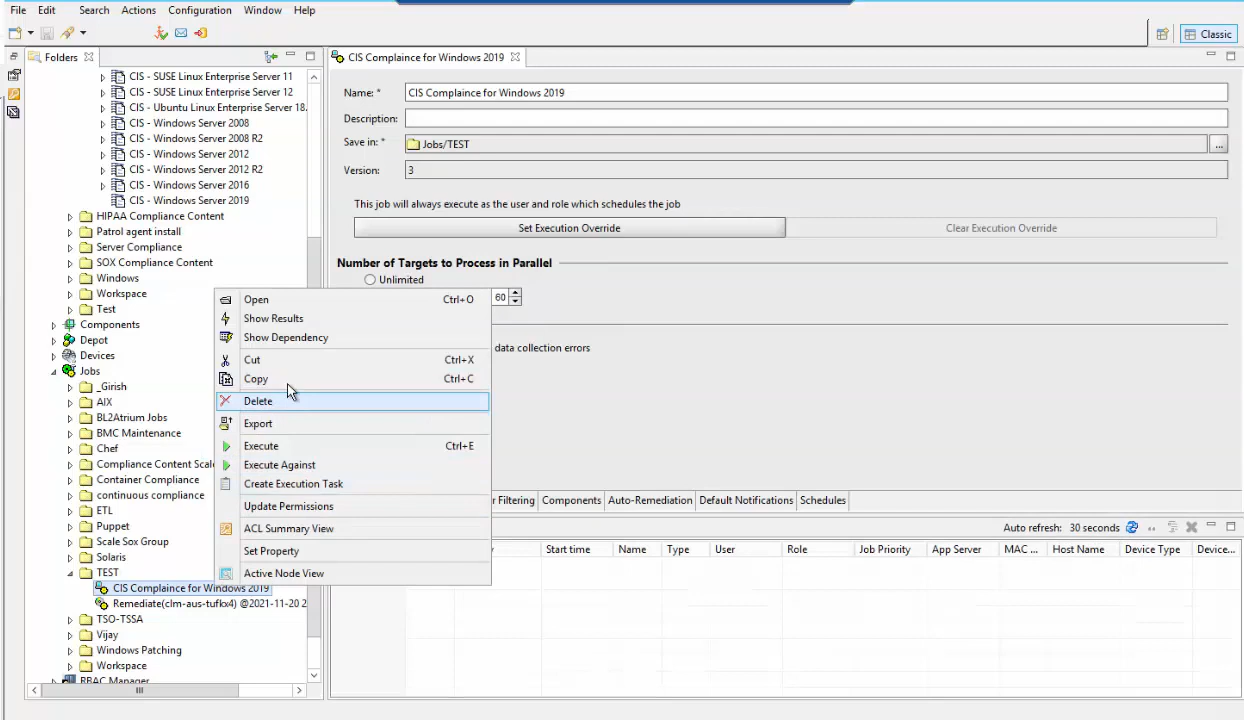 File Edit Search Actions Configuration Window Help
Classic
Folders
CIS - SUSE Linux Enterprise Server 11
CIS - SUSE Linux Enterprise Server 12
CIS - Ubuntu Linux Enterprise Server 18.
CIS - Windows Server 2008
CIS - Windows Server 2008 R2
CIS - Windows Server 2012
CIS - Windows Server 2012 R2
CIS - Windows Server 2016
CIS - Windows Server 2019
HIPAA Compliance Content
Patrol agent install
Server Compliance
SOX Compliance Content
Windows
Workspace
Test
Components
Depot
Devices
Jobs
_Girish
AIX
BL2Atrium Jobs
BMC Maintenance
Chef
Compliance Content Scale
Container Compliance
continuous compliance
ETL
Puppet
Scale Sox Group
Solaris
TEST
CIS Complaince for Windows 2019
Remediate(clm-aus-tufkx4) @2021-11-20 2
TSO-TSSA
Vijay
Windows Patching
Workspace
RBAC Manager
Open Ctrl+O
Show Results
Show Dependency
Cut Ctrl+X
Copy Ctrl+C
Delete
Export
Execute Ctrl+E
Execute Against
Create Execution Task
Update Permissions
ACL Summary View
Set Property
Active Node View
CIS Complaince for Windows 2019
Name: * CIS Complaince for Windows 2019
Description:
Save in: * Jobs/TEST ...
Version: 3
This job will always execute as the user and role which schedules the job
Set Execution Override Clear Execution Override
Number of Targets to Process in Parallel
Unlimited
60
data collection errors
r Filtering Components Auto-Remediation Default Notifications Schedules
Auto refresh: 30 seconds
y Start time Name Type User Role Job Priority App Server MAC ... Host Name Device Type Device...